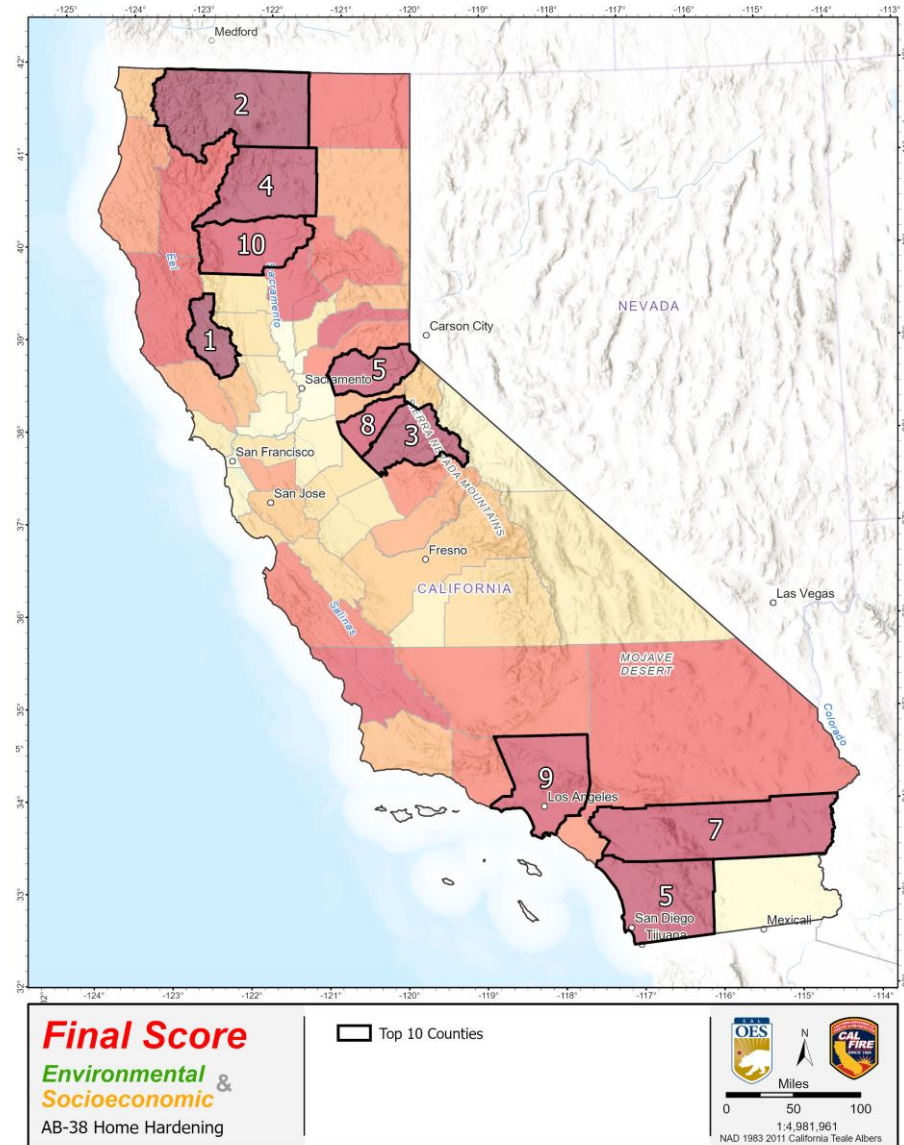 -125° -124° -123° -122° -121° -120° -119° -118° -117° -116° -115° -114° -113°
Medford
42°
2
41°
4
40°
10
Eel
Sacramento
NEVADA
39°
1
Carson City
5
Sacramento
38°
8
3
SIERRA NEVADA MOUNTAINS
San Francisco
San Jose
37°
Fresno
CALIFORNIA
Las Vegas
36°
Salinas
MOJAVE
DESERT
35°
Colorado
9
34°
Los Angeles
7
33°
5
San Diego
Tijuana
Mexicali
32°
-124° -123° -122° -121° -120° -119° -118° -117° -116° -115° -114°
Final Score
Environmental &
Socioeconomic
AB-38 Home Hardening
Top 10 Counties
CAL
OES
N
CAL
FIRE
SINCE 1885
Miles
0 50 100
1:4,981,961
NAD 1983 2011 California Teale Albers